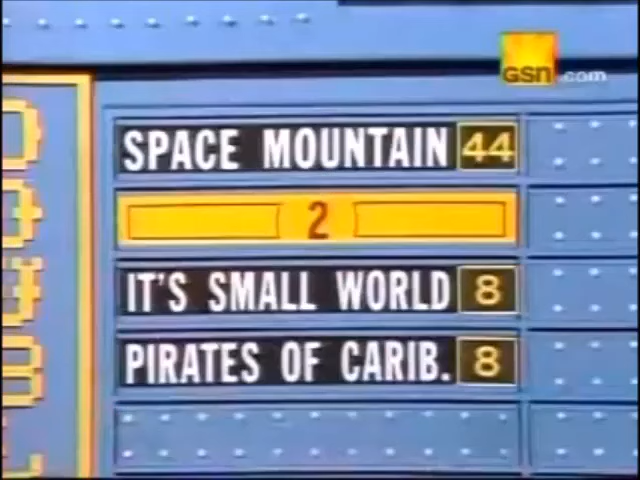 GSN.com
SPACE MOUNTAIN 44
2
IT'S SMALL WORLD 8
PIRATES OF CARIB. 8